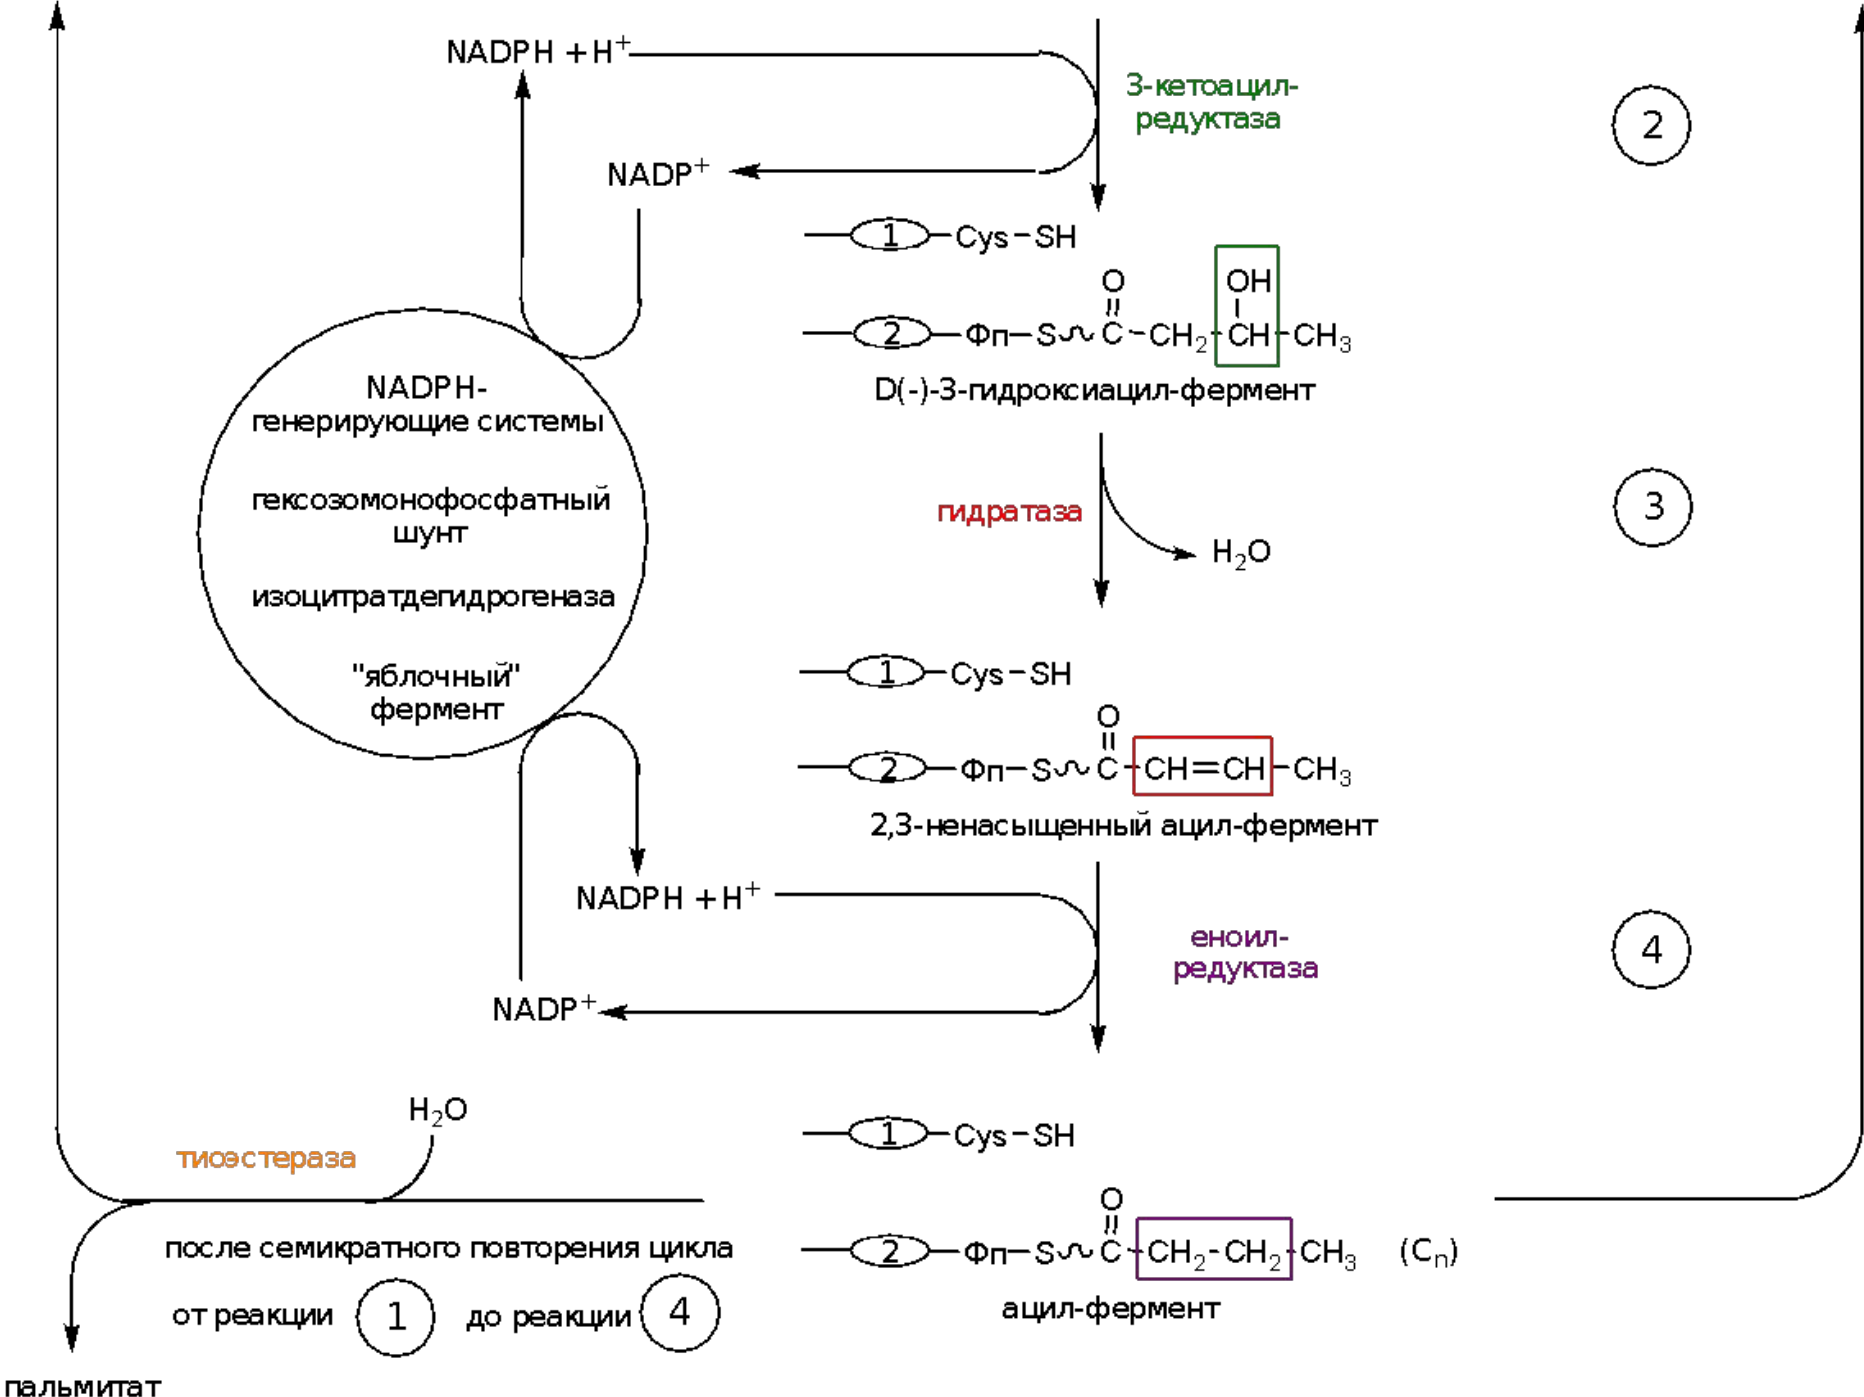 NADPH + H⁺
3-кетоацил-
редуктаза
2
NADP⁺
1 Cys–SH
O OH
2 Фп–S~C–CH₂–CH–CH₃
D(-)-3-гидроксиацил-фермент
NADPH-
генерирующие системы
гексозомонофосфатный
шунт
изоцитратдегидрогеназа
"яблочный"
фермент
гидратаза
H₂O
3
1 Cys–SH
O
2 Фп–S~C–CH=CH–CH₃
2,3-ненасыщенный ацил-фермент
NADPH + H⁺
еноил-
редуктаза
4
NADP⁺
H₂O
тиоэстераза
1 Cys–SH
O
2 Фп–S~C–CH₂–CH₂–CH₃ (Cₙ)
ацил-фермент
после семикратного повторения цикла
от реакции 1 до реакции 4
пальмитат